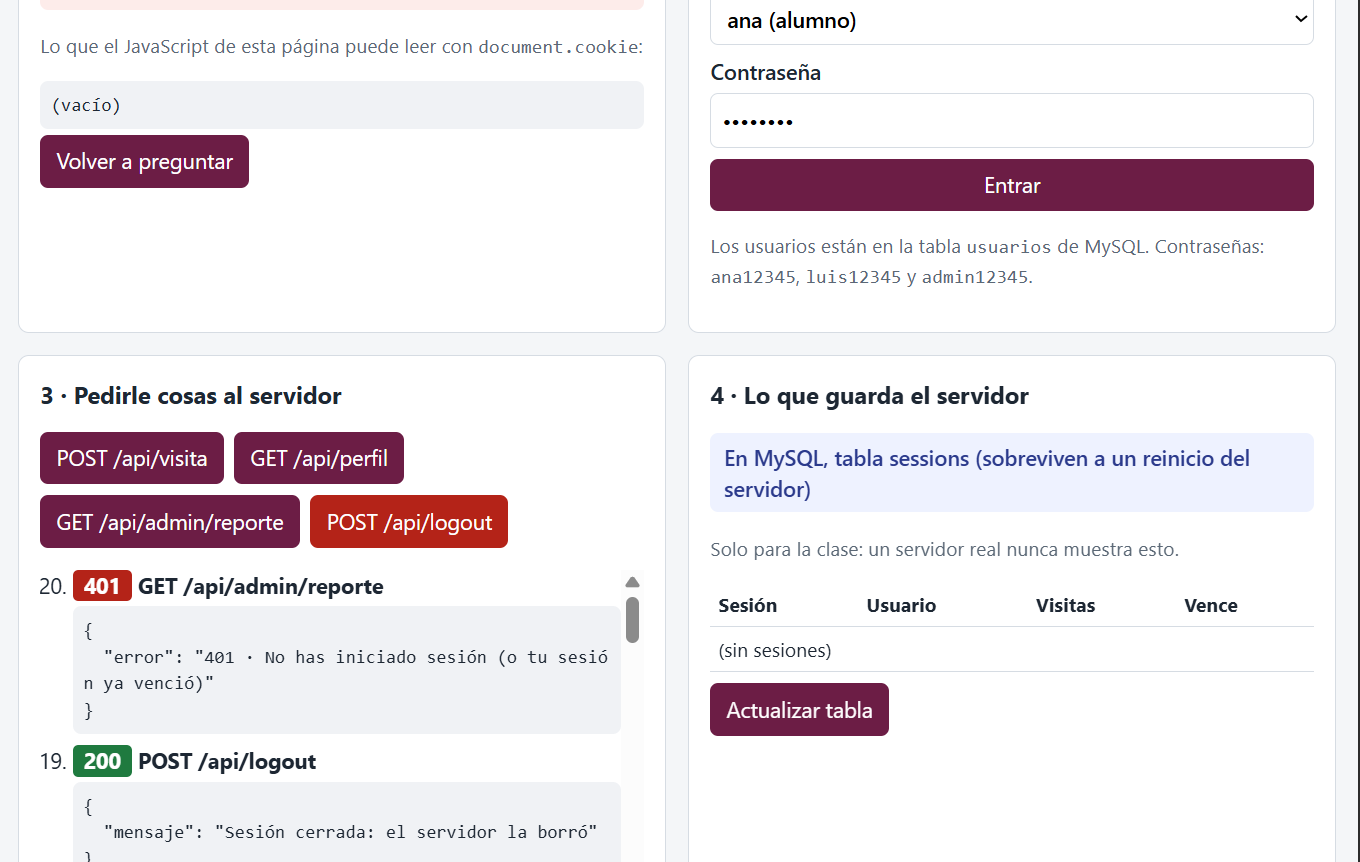 Lo que el JavaScript de esta página puede leer con document.cookie:
(vacío)
Volver a preguntar
ana (alumno)
Contraseña
••••••••
Entrar
Los usuarios están en la tabla usuarios de MySQL. Contraseñas:
ana12345, luis12345 y admin12345.
3 · Pedirle cosas al servidor
POST /api/visita
GET /api/perfil
GET /api/admin/reporte
POST /api/logout
20. 401 GET /api/admin/reporte
{
"error": "401 · No has iniciado sesión (o tu sesió
n ya venció)"
}
19. 200 POST /api/logout
{
"mensaje": "Sesión cerrada: el servidor la borró"
}
4 · Lo que guarda el servidor
En MySQL, tabla sessions (sobreviven a un reinicio del
servidor)
Solo para la clase: un servidor real nunca muestra esto.
Sesión Usuario Visitas Vence
(sin sesiones)
Actualizar tabla